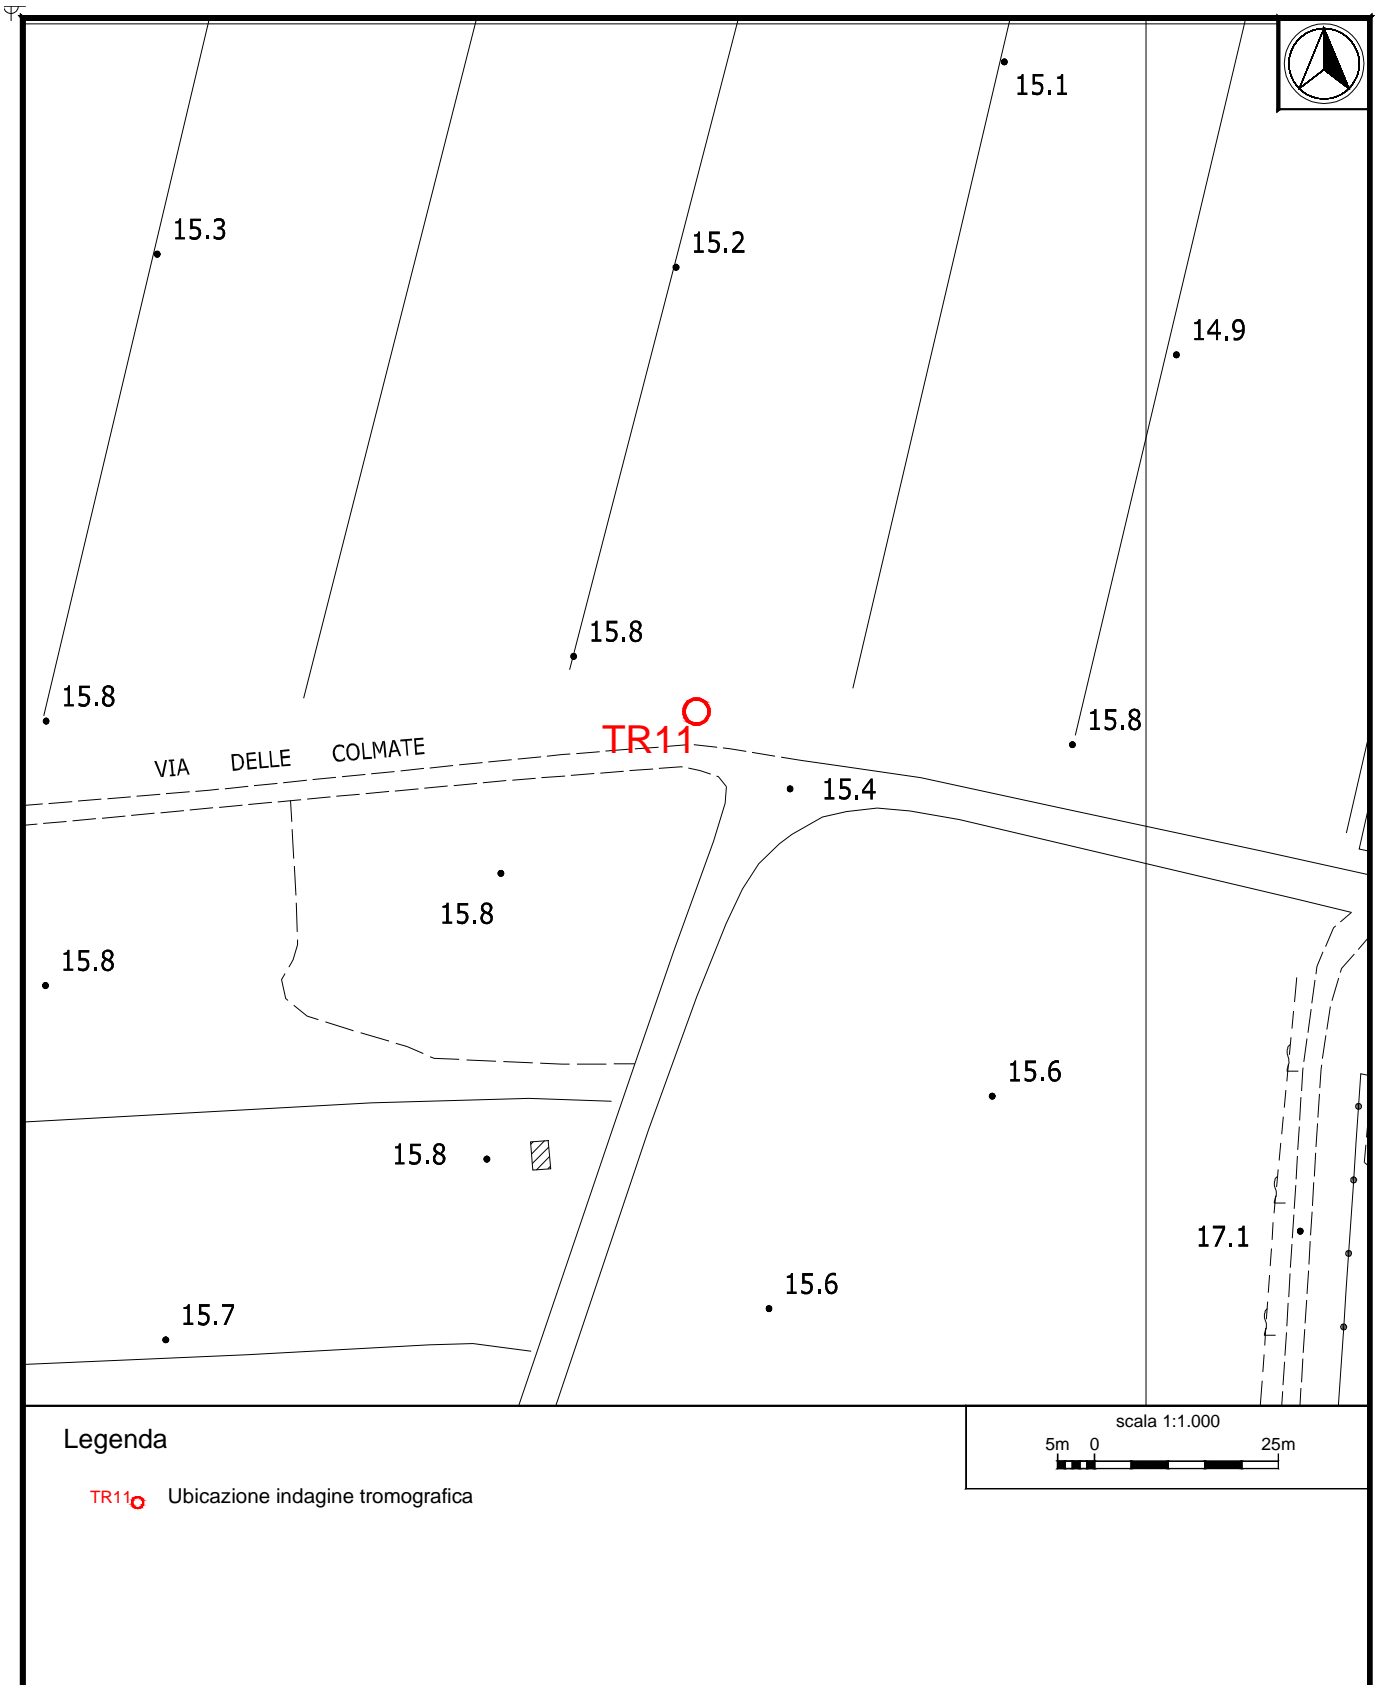 15.1
15.3
15.2
14.9
15.8
15.8
TR11
15.8
VIA DELLE COLMATE
15.4
15.8
15.8
15.6
15.8
17.1
15.6
15.7
Legenda
scala 1:1.000
5m 0 25m
TR11 Ubicazione indagine tromografica